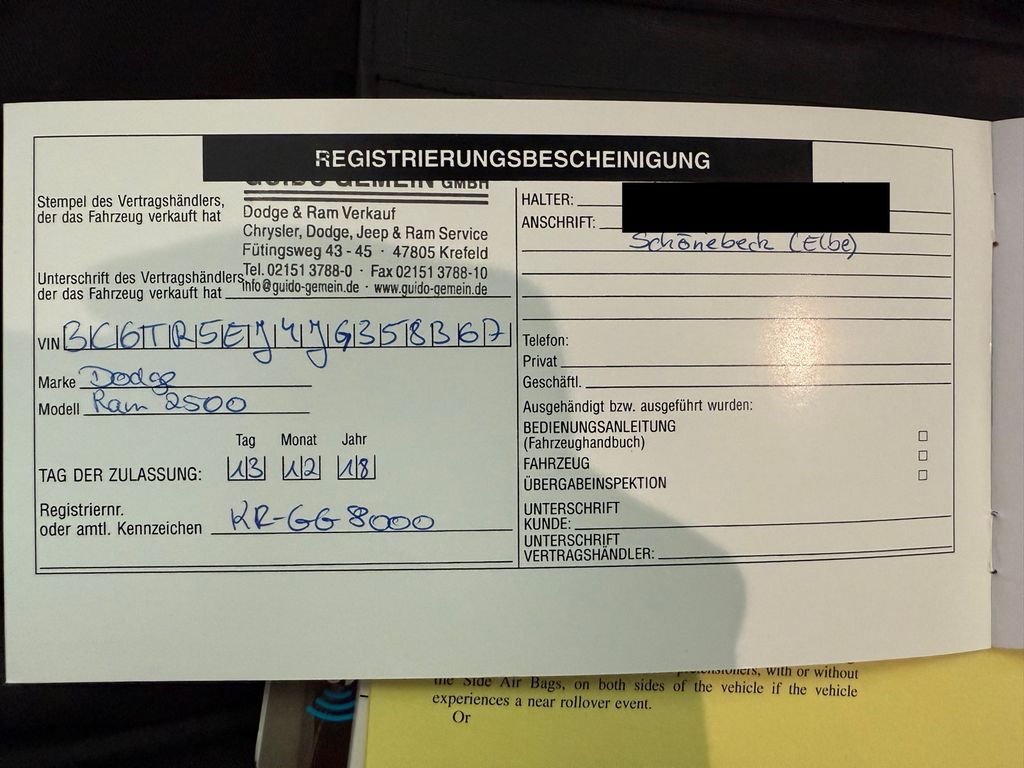 REGISTRIERUNGSBESCHEINIGUNG
Stempel des Vertragshändlers,
der das Fahrzeug verkauft hat
GUIDO GEMEIN GMBH
Dodge & Ram Verkauf
Chrysler, Dodge, Jeep & Ram Service
Fütingsweg 43 - 45 · 47805 Krefeld
Tel. 02151 3788-0 · Fax 02151 3788-10
info@guido-gemein.de · www.guido-gemein.de
Unterschrift des Vertragshändlers
der das Fahrzeug verkauft hat
VIN 3C6TR5EJ4JG358367
Marke Dodge
Modell Ram 2500
Tag Monat Jahr
TAG DER ZULASSUNG: 13 12 18
Registriernr.
oder amtl. Kennzeichen KR-GG 8000
HALTER:
ANSCHRIFT:
Schönebeck (Elbe)
Telefon:
Privat
Geschäftl.
Ausgehändigt bzw. ausgeführt wurden:
BEDIENUNGSANLEITUNG
(Fahrzeughandbuch)
FAHRZEUG
ÜBERGABEINSPEKTION
UNTERSCHRIFT
KUNDE:
UNTERSCHRIFT
VERTRAGSHÄNDLER:
with or without
the Side Air Bags, on both sides of the vehicle if the vehicle
experiences a near rollover event.
Or